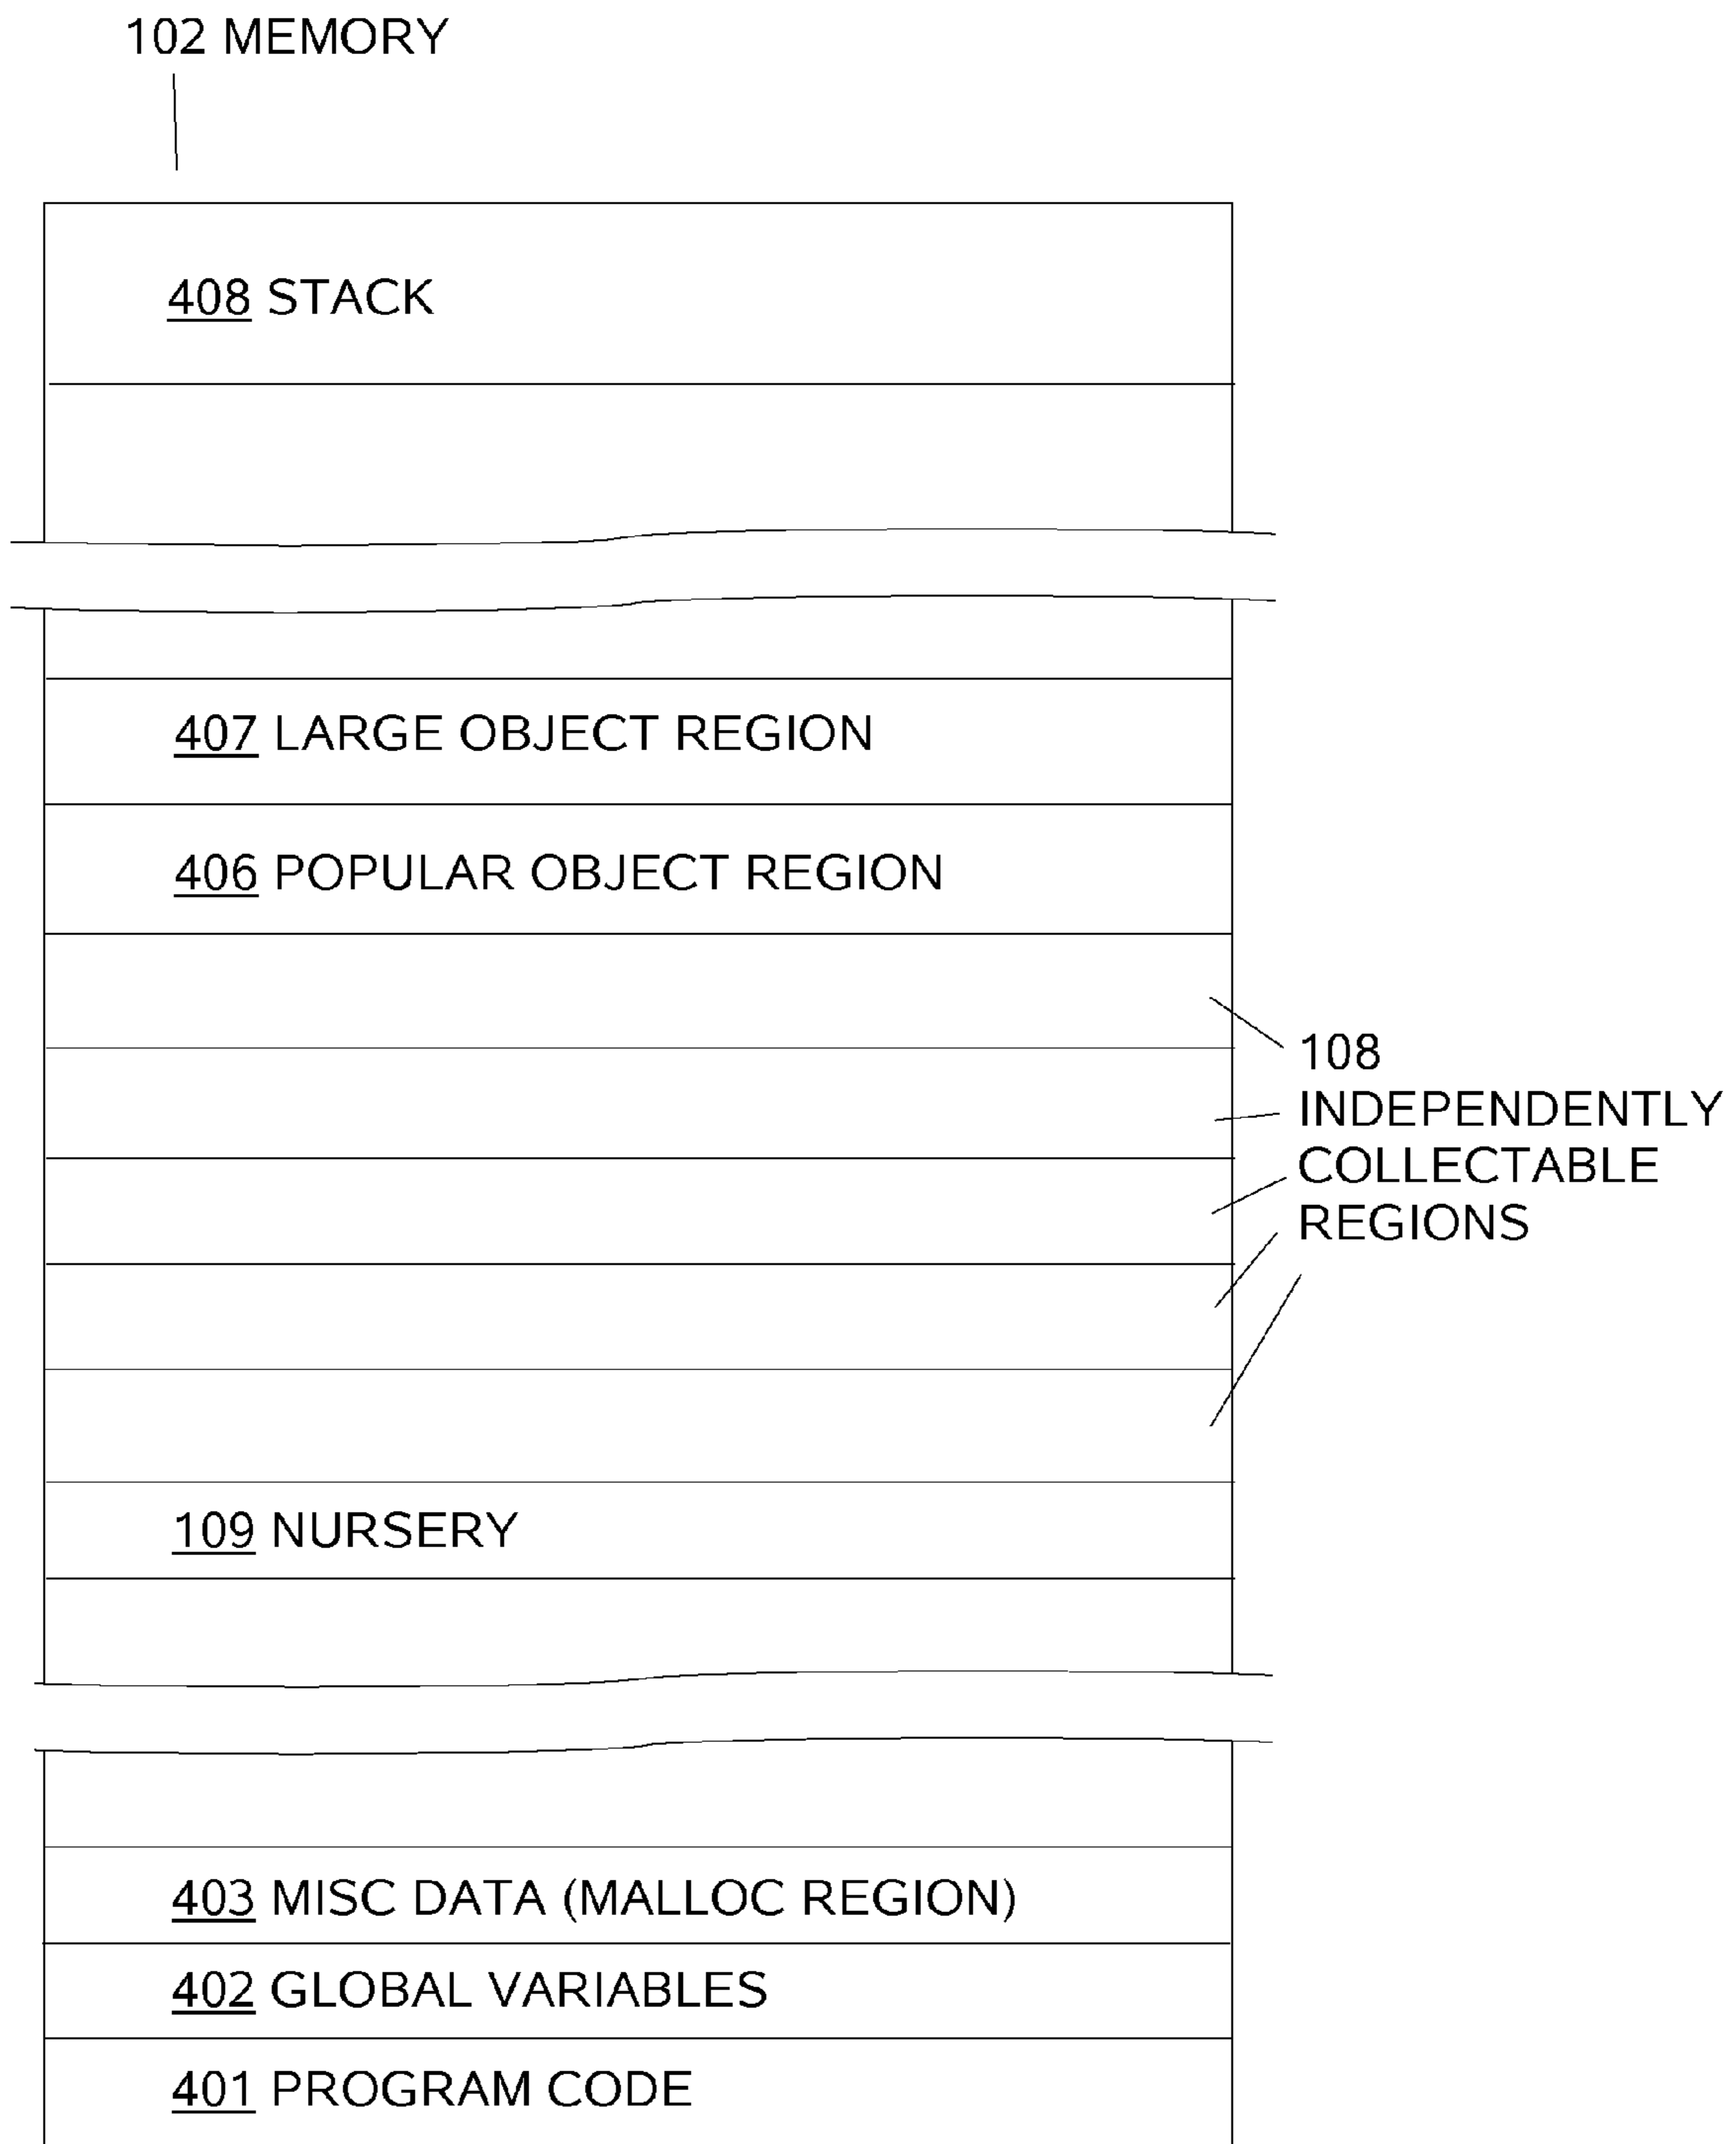 102 MEMORY
408 STACK
407 LARGE OBJECT REGION
406 POPULAR OBJECT REGION
108
INDEPENDENTLY
COLLECTABLE
REGIONS
109 NURSERY
403 MISC DATA (MALLOC REGION)
402 GLOBAL VARIABLES
401 PROGRAM CODE